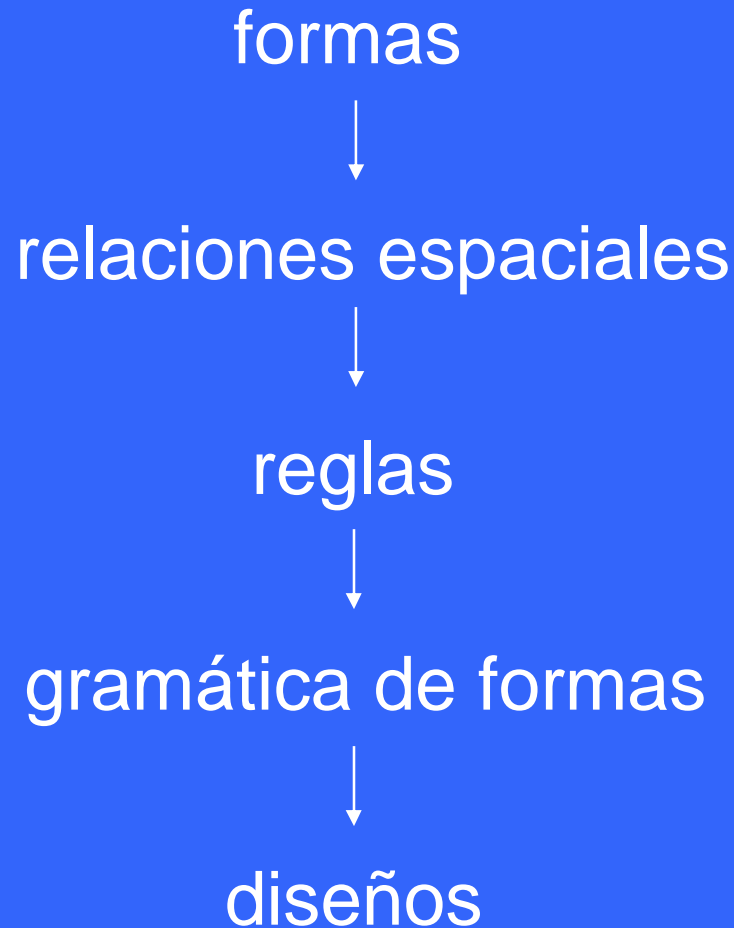 formas
relaciones espaciales
reglas
gramática de formas
diseños